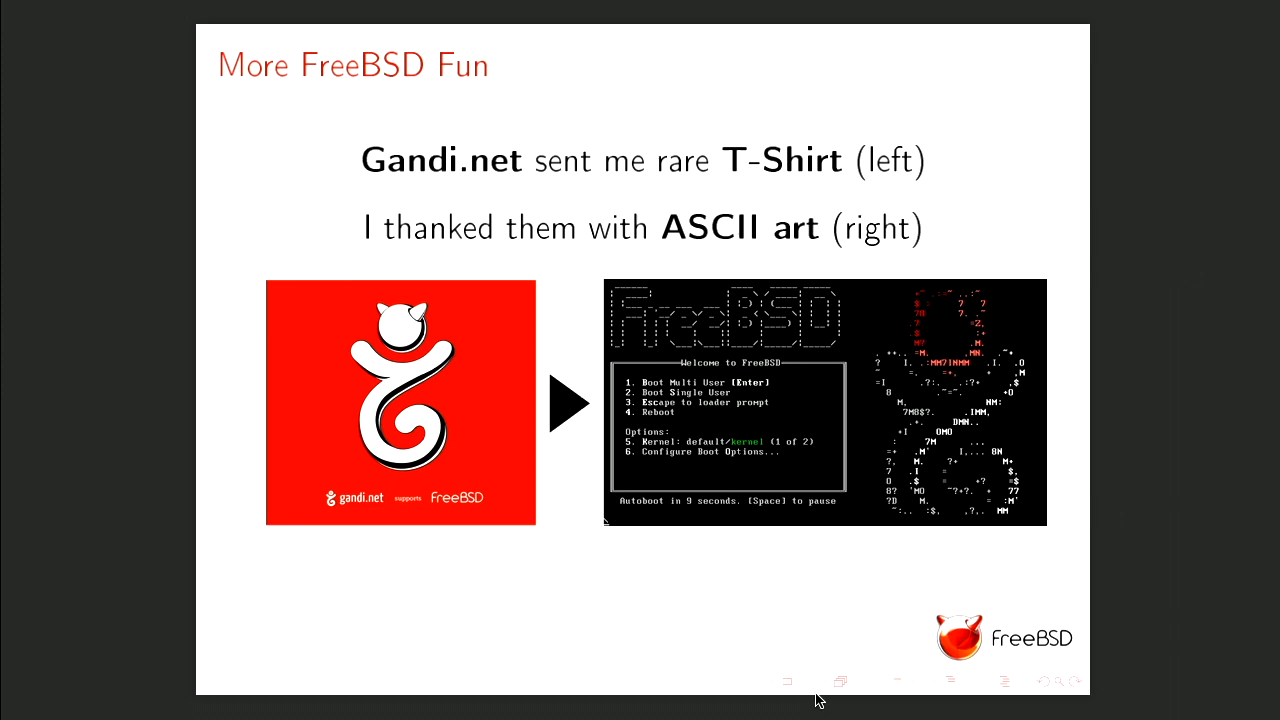 More FreeBSD Fun
Gandi.net sent me rare T-Shirt (left)
I thanked them with ASCII art (right)
gandi.net supports FreeBSD
FreeBSD
Welcome to FreeBSD
1. Boot Multi User [Enter]
2. Boot Single User
3. Escape to loader prompt
4. Reboot
Options:
5. Kernel: default/kernel (1 of 2)
6. Configure Boot Options...
Autoboot in 9 seconds. [Space] to pause
FreeBSD